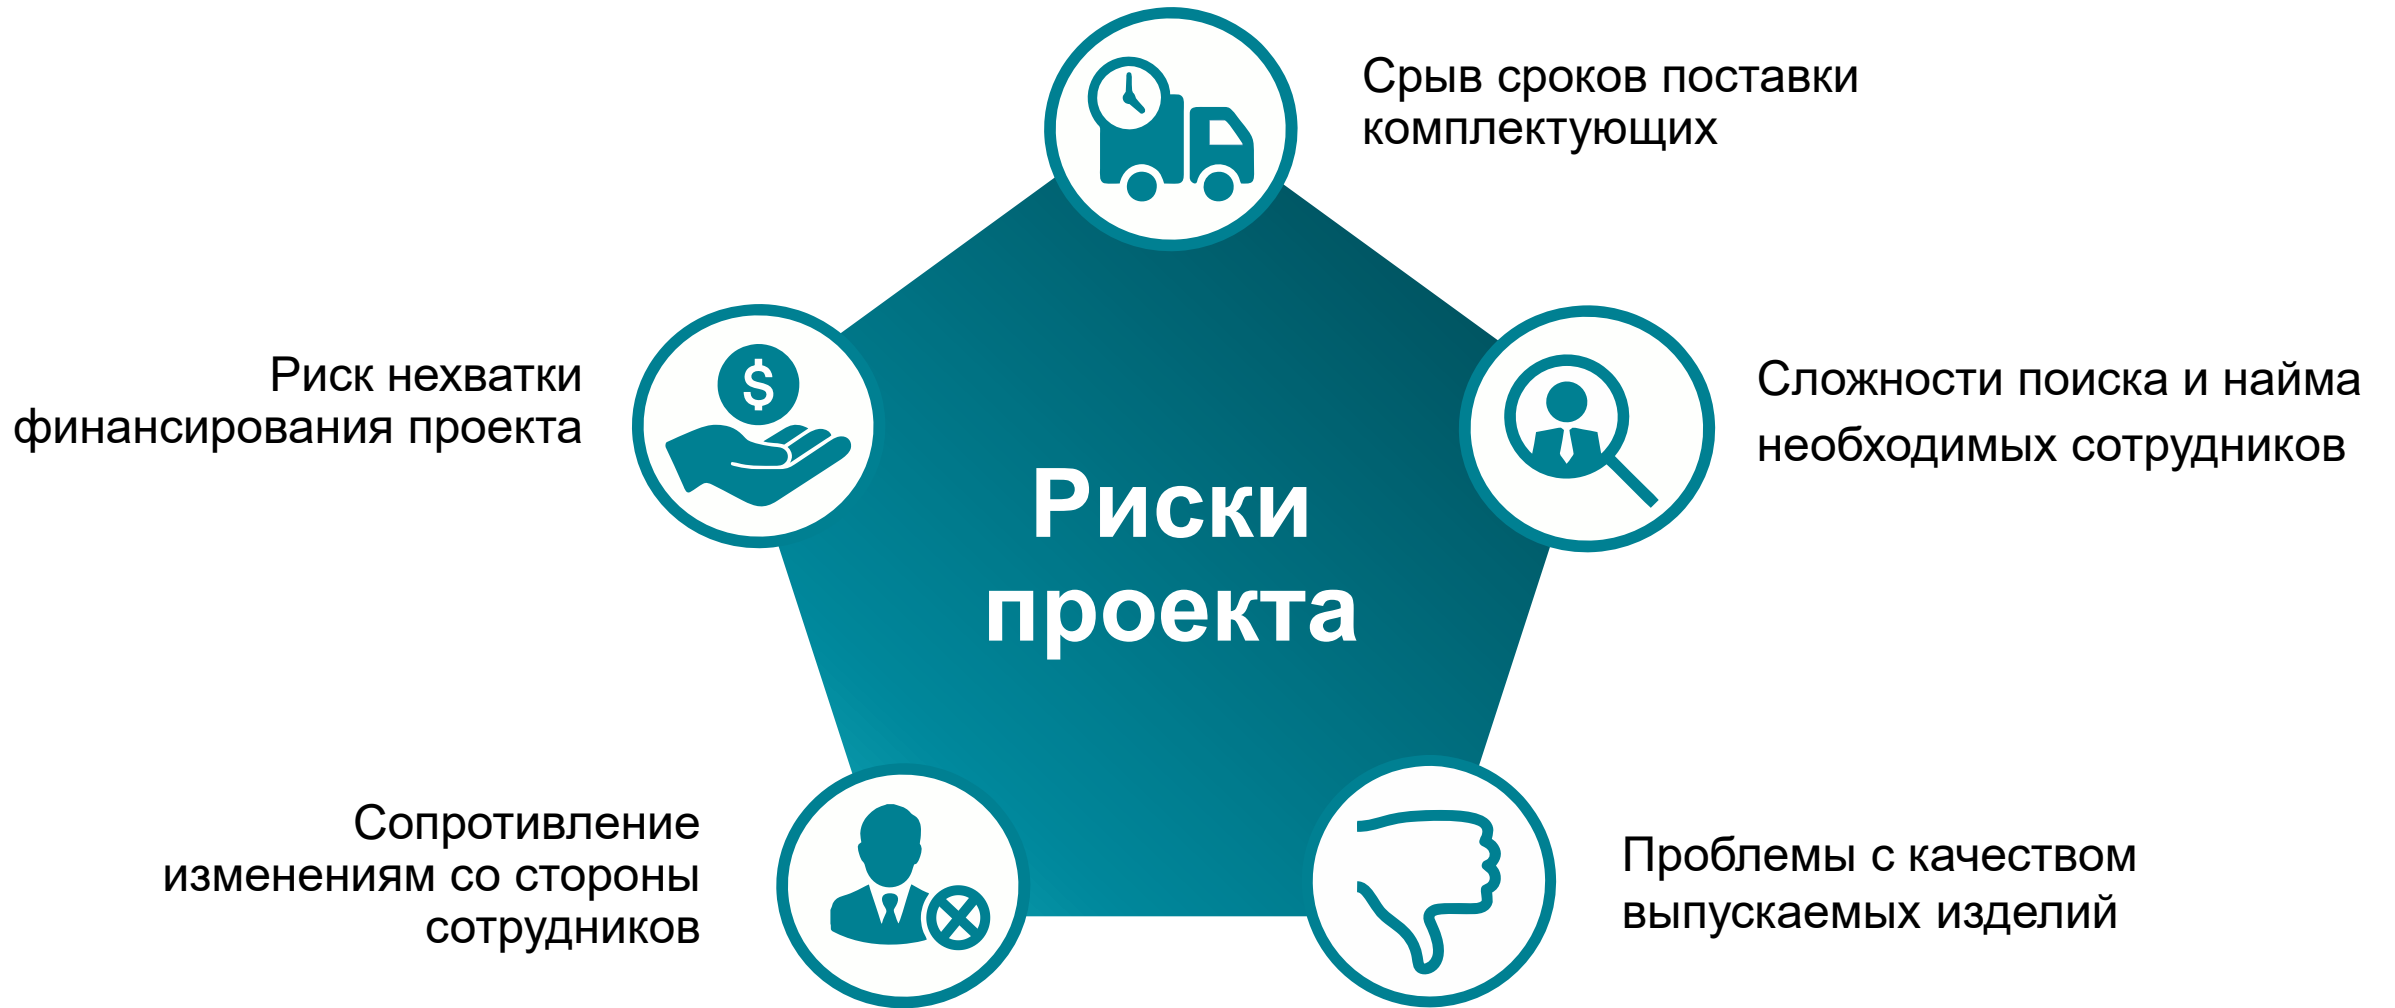 Срыв сроков поставки
комплектующих
Риск нехватки
финансирования проекта
$
Сложности поиска и найма
необходимых сотрудников
Риски
проекта
Сопротивление
изменениям со стороны
сотрудников
Проблемы с качеством
выпускаемых изделий